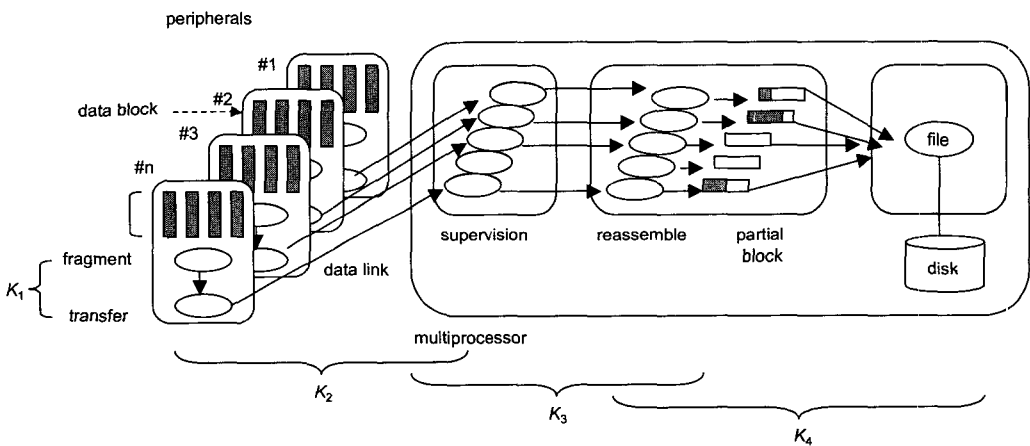 peripherals
#1
data block
#2
#3
#n
fragment
K1
transfer
data link
supervision
reassemble
partial
block
file
disk
multiprocessor
K2
K3
K4